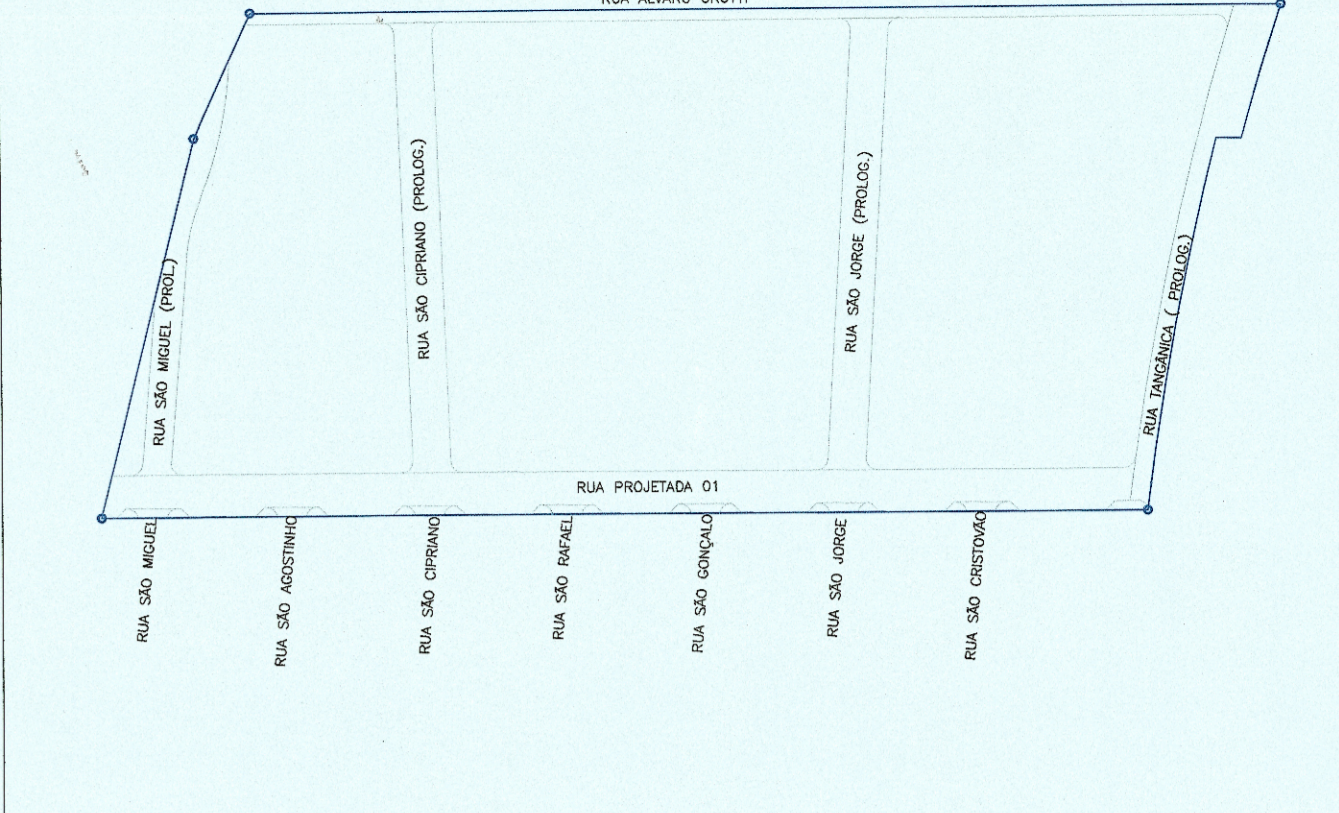 RUA SÃO MIGUEL (PROL.)
RUA SÃO CIPRIANO (PROLOG.)
RUA SÃO JORGE (PROLOG.)
RUA TANGÂNICA ( PROLOG.)
RUA PROJETADA 01
RUA SÃO MIGUEL
RUA SÃO AGOSTINHO
RUA SÃO CIPRIANO
RUA SÃO RAFAEL
RUA SÃO GONÇALO
RUA SÃO JORGE
RUA SÃO CRISTOVÃO